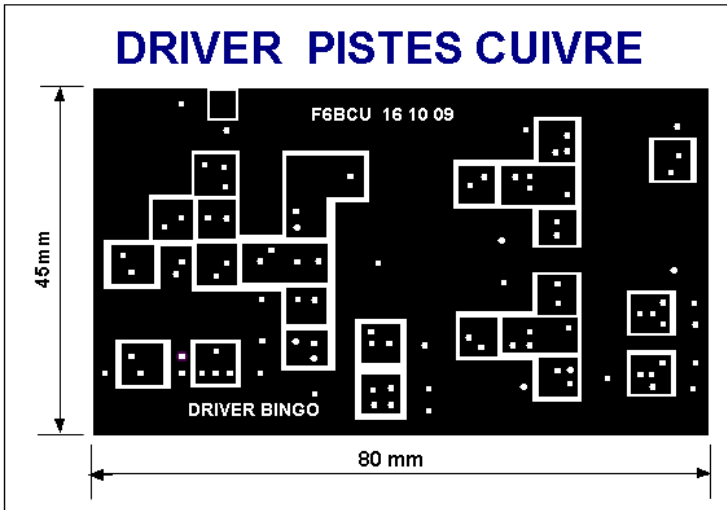 DRIVER PISTES CUIVRE
F6BCU 16 10 09
45mm
DRIVER BINGO
80 mm